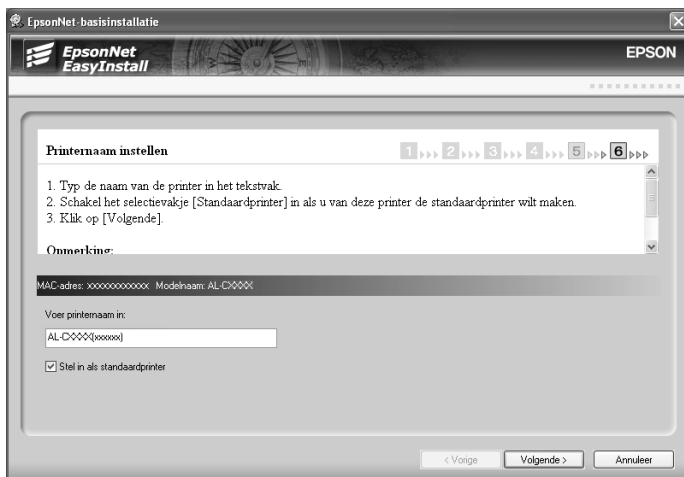 EpsonNet-basisinstallatie
EpsonNet
EasyInstall
EPSON
Printernaam instellen
1 2 3 4 5 6
1. Typ de naam van de printer in het tekstvak.
2. Schakel het selectievakje [Standaardprinter] in als u van deze printer de standaardprinter wilt maken.
3. Klik op [Volgende].
Opmerking:
MAC-adres: xxxxxxxxxxxx Modelnaam: AL-CXXXX
Voer printernaam in:
AL-CXXXX(xxxxxx)
Stel in als standaardprinter
< Vorige
Volgende >
Annuleer